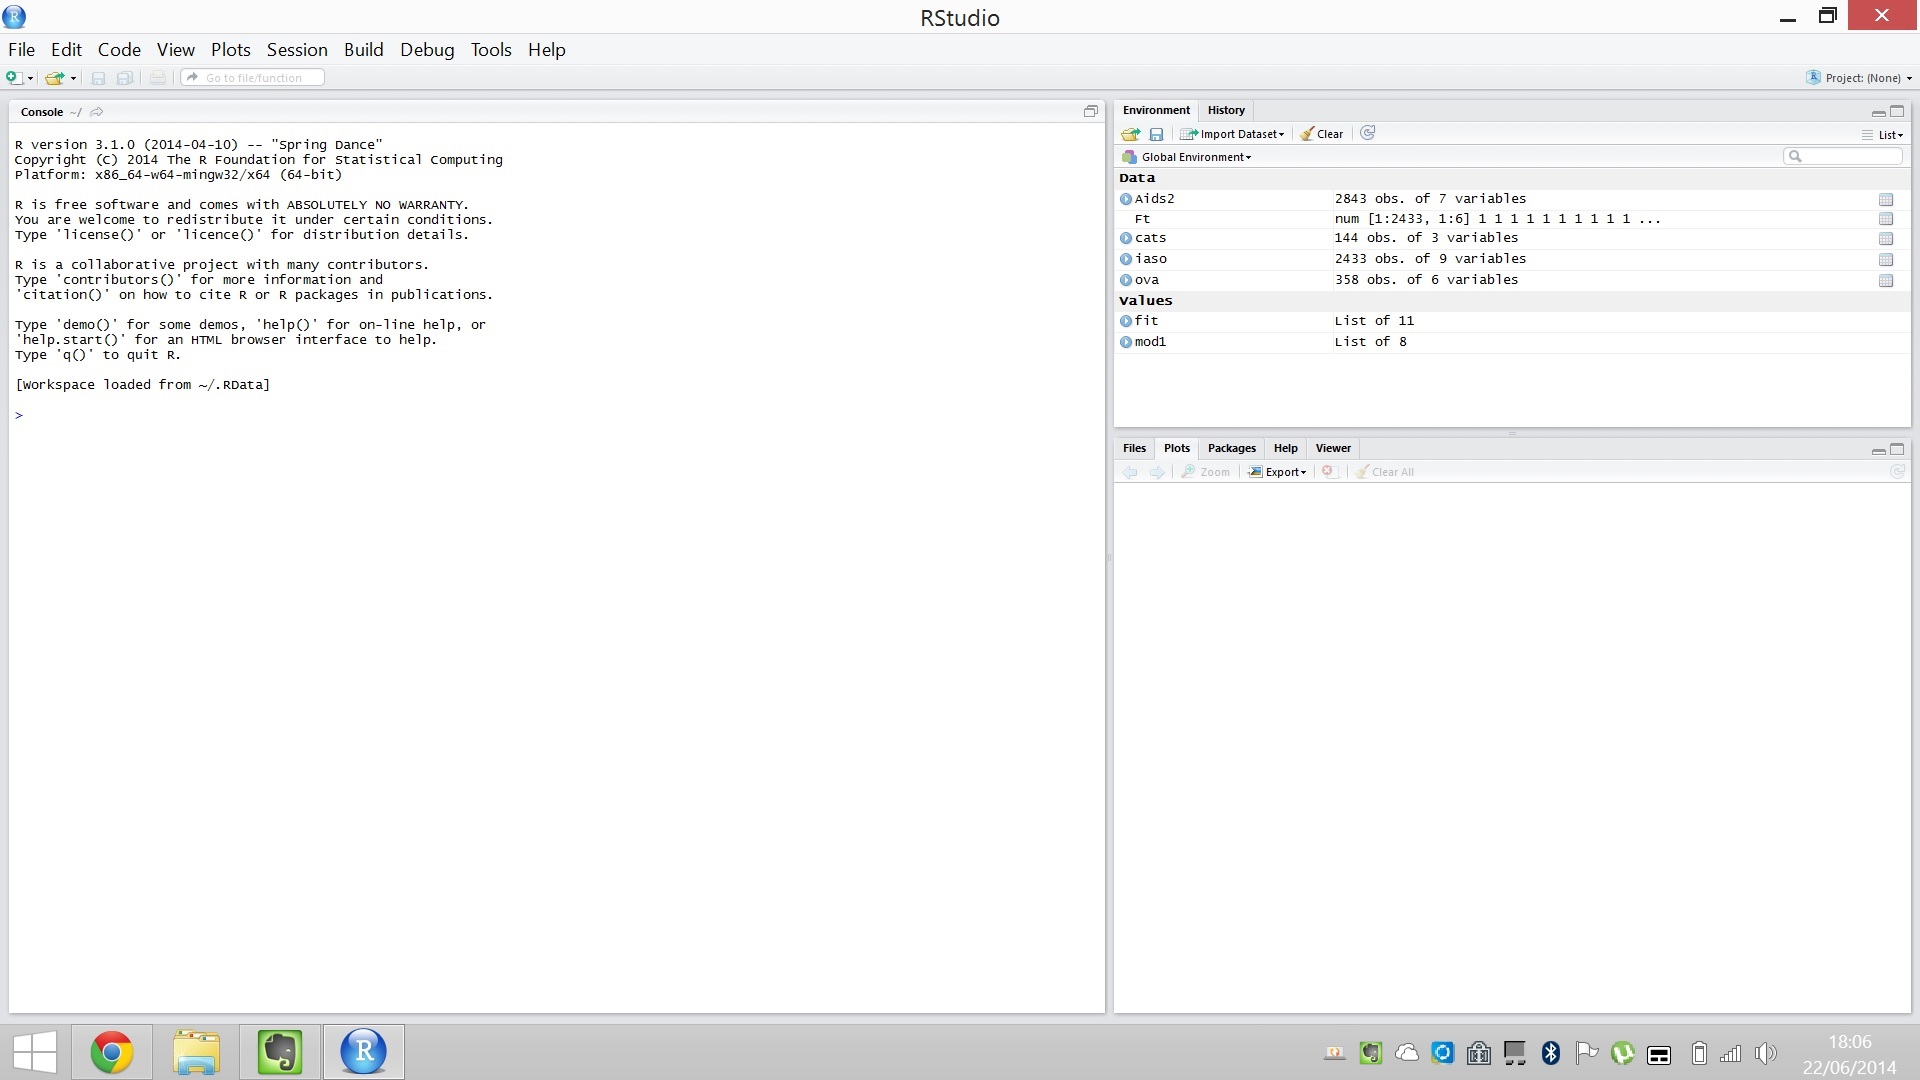 RStudio
File Edit Code View Plots Session Build Debug Tools Help
Go to file/function
Project: (None)
Console ~/
R version 3.1.0 (2014-04-10) -- "Spring Dance"
Copyright (C) 2014 The R Foundation for Statistical Computing
Platform: x86_64-w64-mingw32/x64 (64-bit)
R is free software and comes with ABSOLUTELY NO WARRANTY.
You are welcome to redistribute it under certain conditions.
Type 'license()' or 'licence()' for distribution details.
R is a collaborative project with many contributors.
Type 'contributors()' for more information and
'citation()' on how to cite R or R packages in publications.
Type 'demo()' for some demos, 'help()' for on-line help, or
'help.start()' for an HTML browser interface to help.
Type 'q()' to quit R.
[Workspace loaded from ~/.RData]
>
Environment History
Import Dataset Clear List
Global Environment
Data
Aids2 2843 obs. of 7 variables
Ft num [1:2433, 1:6] 1 1 1 1 1 1 1 1 1 1 ...
cats 144 obs. of 3 variables
iaso 2433 obs. of 9 variables
ova 358 obs. of 6 variables
Values
fit List of 11
mod1 List of 8
Files Plots Packages Help Viewer
Zoom Export Clear All
18:06
22/06/2014